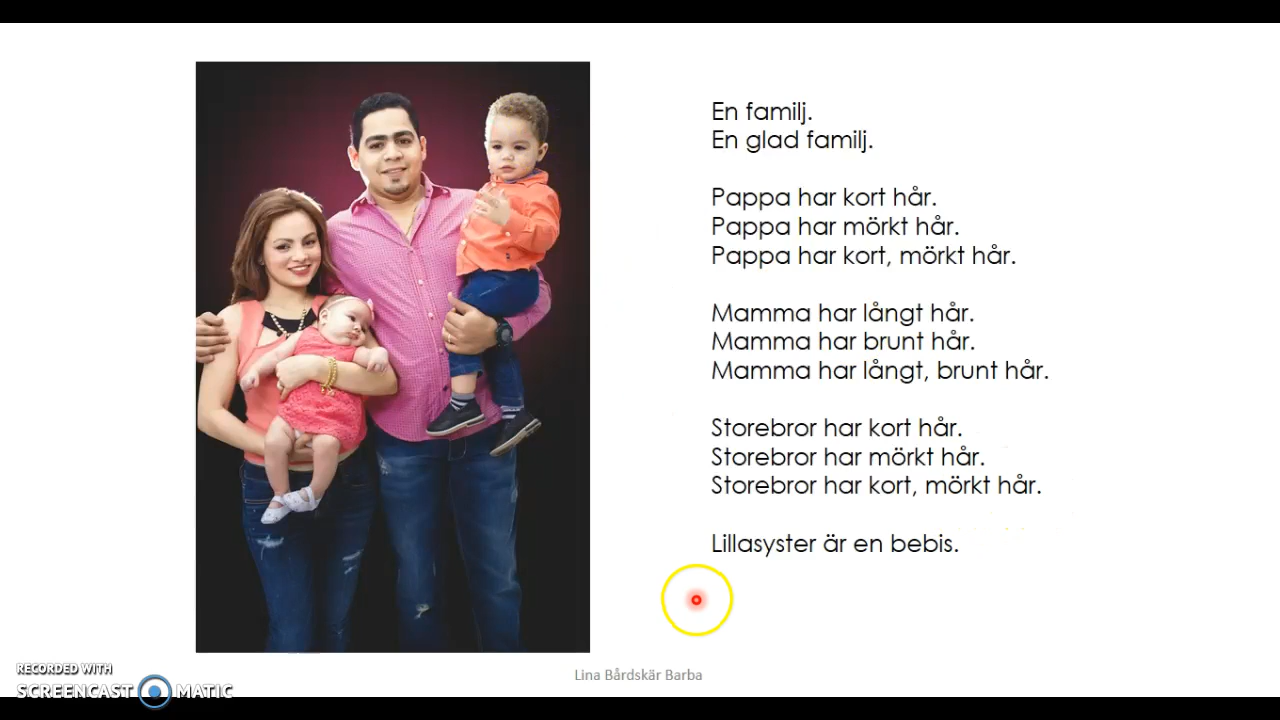 En familj.
En glad familj.
Pappa har kort hår.
Pappa har mörkt hår.
Pappa har kort, mörkt hår.
Mamma har långt hår.
Mamma har brunt hår.
Mamma har långt, brunt hår.
Storebror har kort hår.
Storebror har mörkt hår.
Storebror har kort, mörkt hår.
Lillasyster är en bebis.
Lina Bårdskär Barba
RECORDED WITH
SCREENCAST MATIC